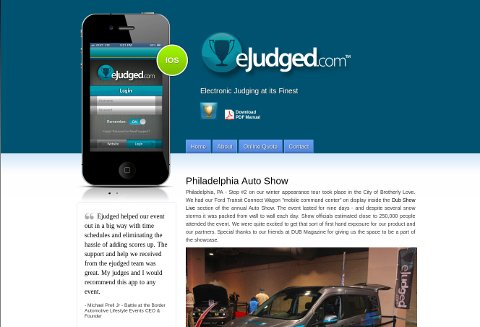 eJudged.com
Login
Remember
Website
Login
iOS
eJudged.com™
Electronic Judging at its Finest
Download
PDF Manual
Home
About
Online Quote
Contact
Philadelphia Auto Show
Philadelphia, PA - Stop #2 on our winter appearance tour took place in the City of Brotherly Love.
We had our Ford Transit Connect Wagon "mobile command center" on display inside the Dub Show
Live section of the annual Auto Show. The event lasted for nine days - and despite several snow
storms it was packed from wall to wall each day. Show officials estimated close to 250,000 people
attended the event. We were quite excited to get that sort of first hand exposure for our product and
our partners. Special thanks to our friends at DUB Magazine for giving us the space to be a part of
the showcase.
Ejudged helped our event
out in a big way with time
schedules and eliminating the
hassle of adding scores up. The
support and help we received
from the ejudged team was
great. My judges and I would
recommend this app to any
event.
- Michael Prell Jr - Battle at the Border
Automotive Lifestyle Events CEO &
Founder
eJudged